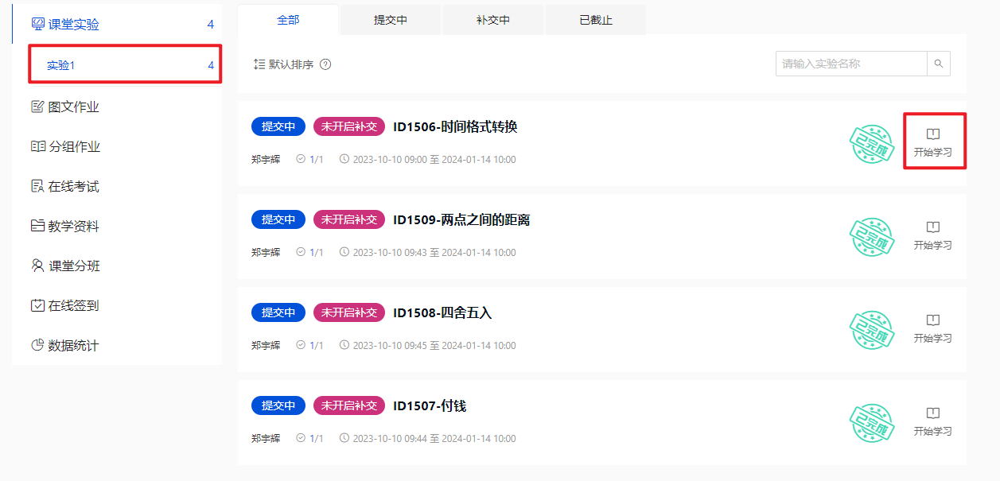 课堂实验 4
实验1 4
图文作业
分组作业
在线考试
教学资料
课堂分班
在线签到
数据统计
全部 提交中 补交中 已截止
默认排序 ? 请输入实验名称
提交中 未开启补交 ID1506-时间格式转换
郑宇辉 1/1 2023-10-10 09:00 至 2024-01-14 10:00
已完成
开始学习
提交中 未开启补交 ID1509-两点之间的距离
郑宇辉 1/1 2023-10-10 09:43 至 2024-01-14 10:00
已完成
开始学习
提交中 未开启补交 ID1508-四舍五入
郑宇辉 1/1 2023-10-10 09:45 至 2024-01-14 10:00
已完成
开始学习
提交中 未开启补交 ID1507-付钱
郑宇辉 1/1 2023-10-10 09:44 至 2024-01-14 10:00
已完成
开始学习